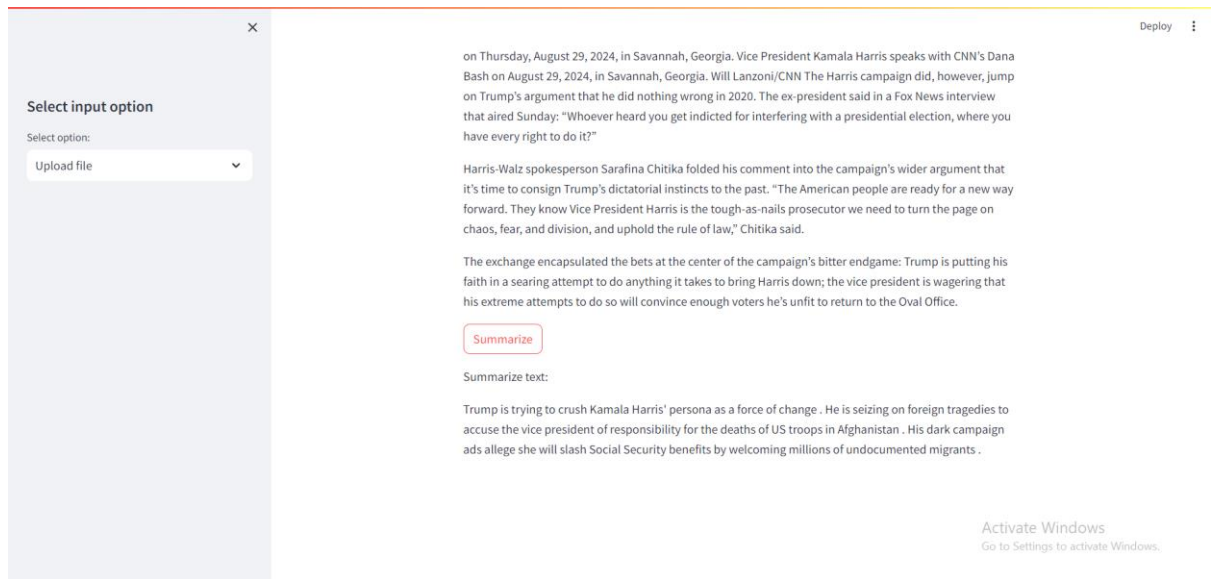 Deploy
Select input option
Select option:
Upload file
on Thursday, August 29, 2024, in Savannah, Georgia. Vice President Kamala Harris speaks with CNN’s Dana
Bash on August 29, 2024, in Savannah, Georgia. Will Lanzoni/CNN The Harris campaign did, however, jump
on Trump’s argument that he did nothing wrong in 2020. The ex-president said in a Fox News interview
that aired Sunday: “Whoever heard you get indicted for interfering with a presidential election, where you
have every right to do it?”
Harris-Walz spokesperson Sarafina Chitika folded his comment into the campaign’s wider argument that
it’s time to consign Trump’s dictatorial instincts to the past. “The American people are ready for a new way
forward. They know Vice President Harris is the tough-as-nails prosecutor we need to turn the page on
chaos, fear, and division, and uphold the rule of law,” Chitika said.
The exchange encapsulated the bets at the center of the campaign’s bitter endgame: Trump is putting his
faith in a searing attempt to do anything it takes to bring Harris down; the vice president is wagering that
his extreme attempts to do so will convince enough voters he’s unfit to return to the Oval Office.
Summarize
Summarize text:
Trump is trying to crush Kamala Harris' persona as a force of change . He is seizing on foreign tragedies to
accuse the vice president of responsibility for the deaths of US troops in Afghanistan . His dark campaign
ads allege she will slash Social Security benefits by welcoming millions of undocumented migrants .
Activate Windows
Go to Settings to activate Windows.